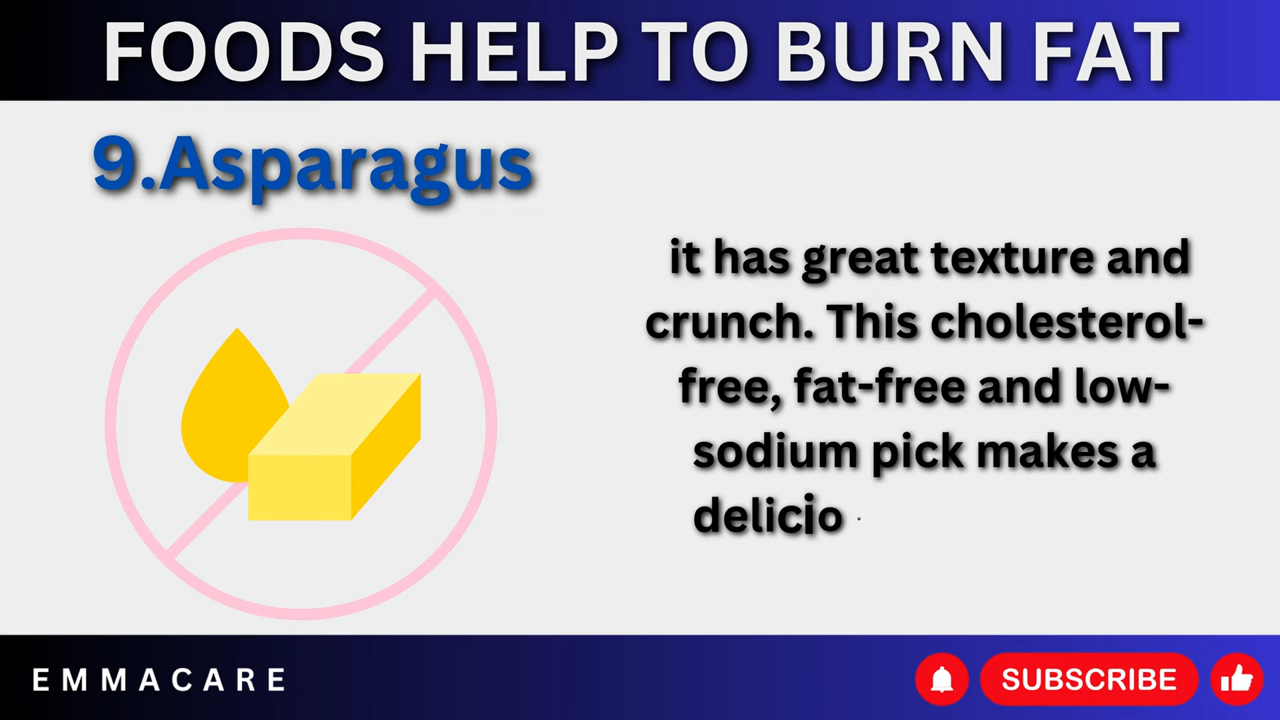 FOODS HELP TO BURN FAT
9.Asparagus
it has great texture and
crunch. This cholesterol-
free, fat-free and low-
sodium pick makes a
delicio
EMMACARE
SUBSCRIBE